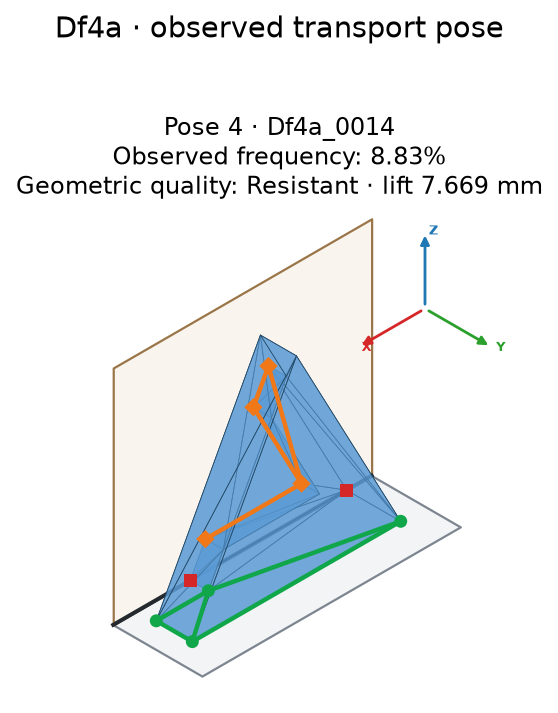 Df4a · observed transport pose
Pose 4 · Df4a_0014
Observed frequency: 8.83%
Geometric quality: Resistant · lift 7.669 mm
Z
X
Y